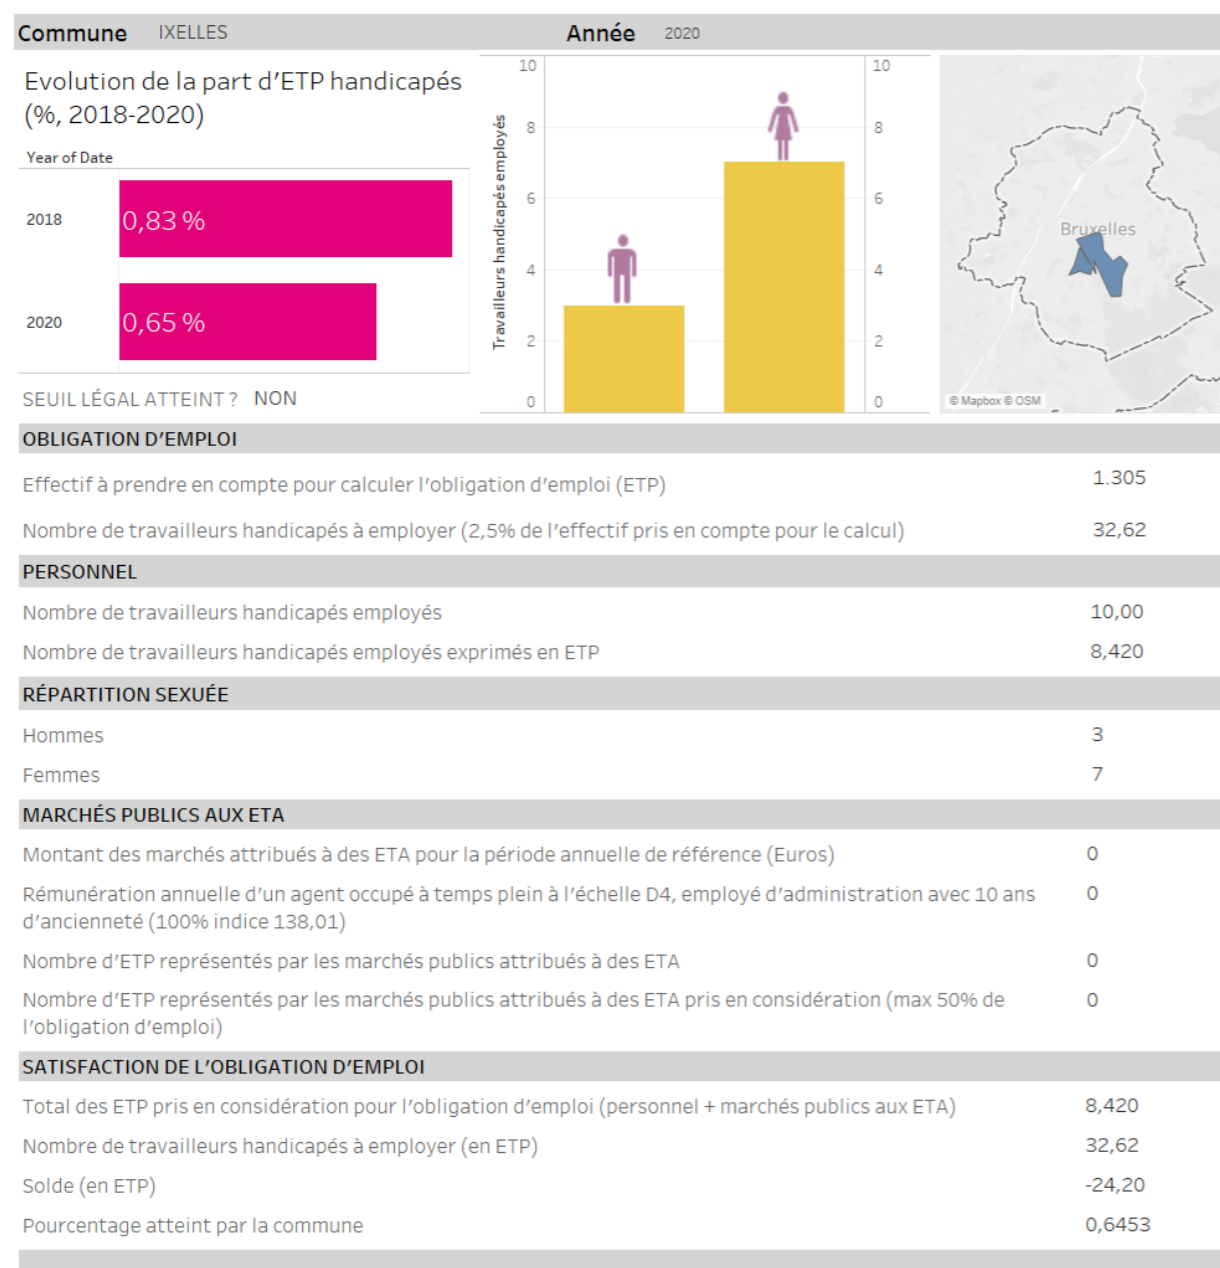 Commune IXELLES Année 2020
Evolution de la part d'ETP handicapés
(%, 2018-2020)
Year of Date
2018 0,83 %
2020 0,65 %
SEUIL LÉGAL ATTEINT ? NON
Travailleurs handicapés employés
10
8
6
4
2
0
10
8
6
4
2
0
Bruxelles
© Mapbox © OSM
OBLIGATION D'EMPLOI
Effectif à prendre en compte pour calculer l'obligation d'emploi (ETP) 1.305
Nombre de travailleurs handicapés à employer (2,5% de l'effectif pris en compte pour le calcul) 32,62
PERSONNEL
Nombre de travailleurs handicapés employés 10,00
Nombre de travailleurs handicapés employés exprimés en ETP 8,420
RÉPARTITION SEXUÉE
Hommes 3
Femmes 7
MARCHÉS PUBLICS AUX ETA
Montant des marchés attribués à des ETA pour la période annuelle de référence (Euros) 0
Rémunération annuelle d'un agent occupé à temps plein à l'échelle D4, employé d'administration avec 10 ans 0
d'ancienneté (100% indice 138,01)
Nombre d'ETP représentés par les marchés publics attribués à des ETA 0
Nombre d'ETP représentés par les marchés publics attribués à des ETA pris en considération (max 50% de 0
l'obligation d'emploi)
SATISFACTION DE L'OBLIGATION D'EMPLOI
Total des ETP pris en considération pour l'obligation d'emploi (personnel + marchés publics aux ETA) 8,420
Nombre de travailleurs handicapés à employer (en ETP) 32,62
Solde (en ETP) -24,20
Pourcentage atteint par la commune 0,6453